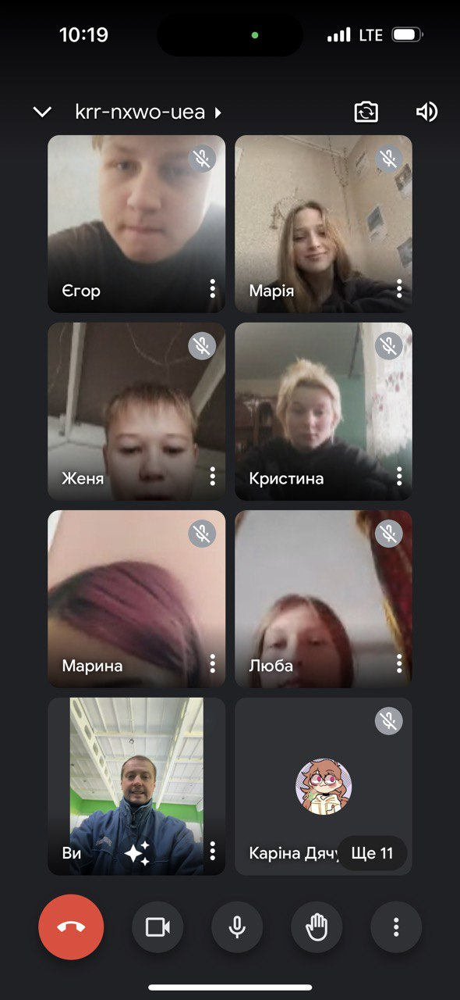 10:19
LTE
krr-nxwo-uea
Єгор
Марія
Женя
Кристина
Марина
Люба
Ви
Каріна Дячу
Ще 11